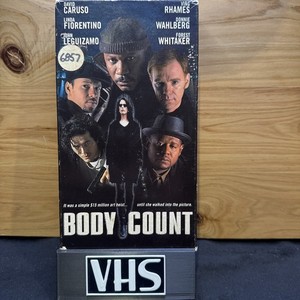 DAVID CARUSO
VING RHAMES
LINDA FIORENTINO
DONNIE WAHLBERG
JOHN LEGUIZAMO
FOREST WHITAKER
6857
It was a simple $15 million art heist... until she walked into the picture.
BODY COUNT
VHS